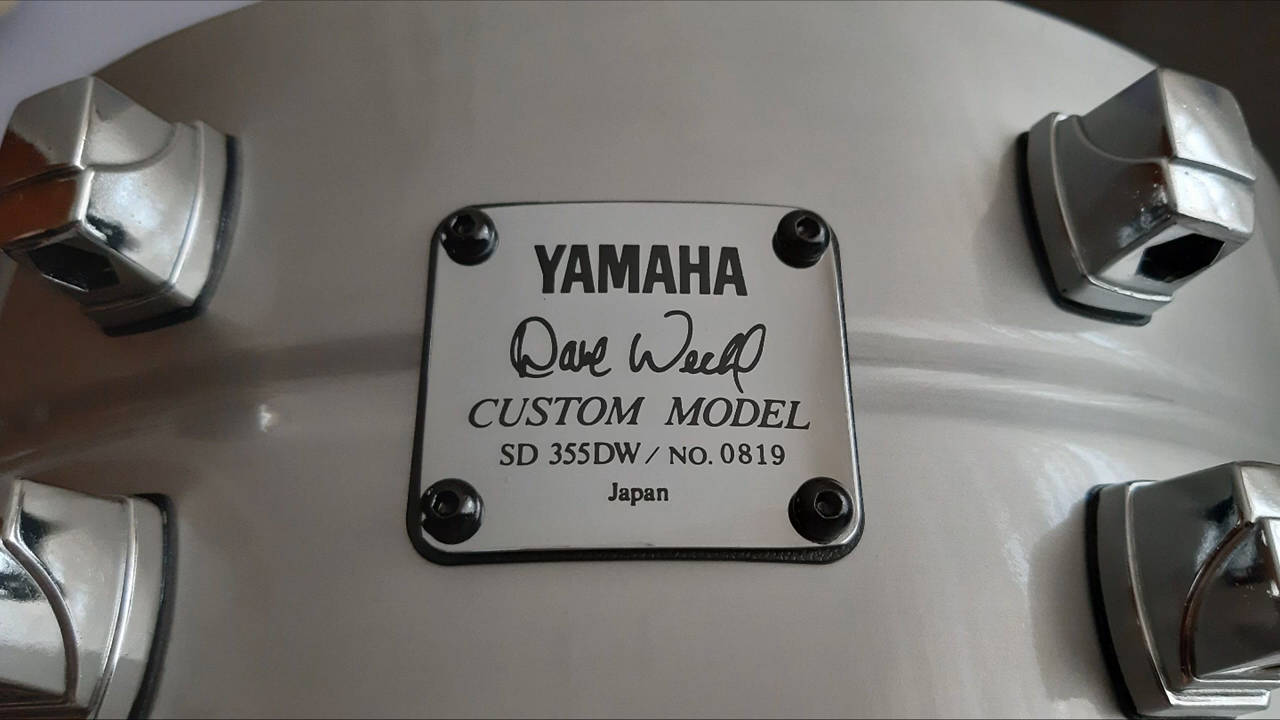 YAMAHA
Dave Weckl
CUSTOM MODEL
SD 355DW / NO. 0819
Japan